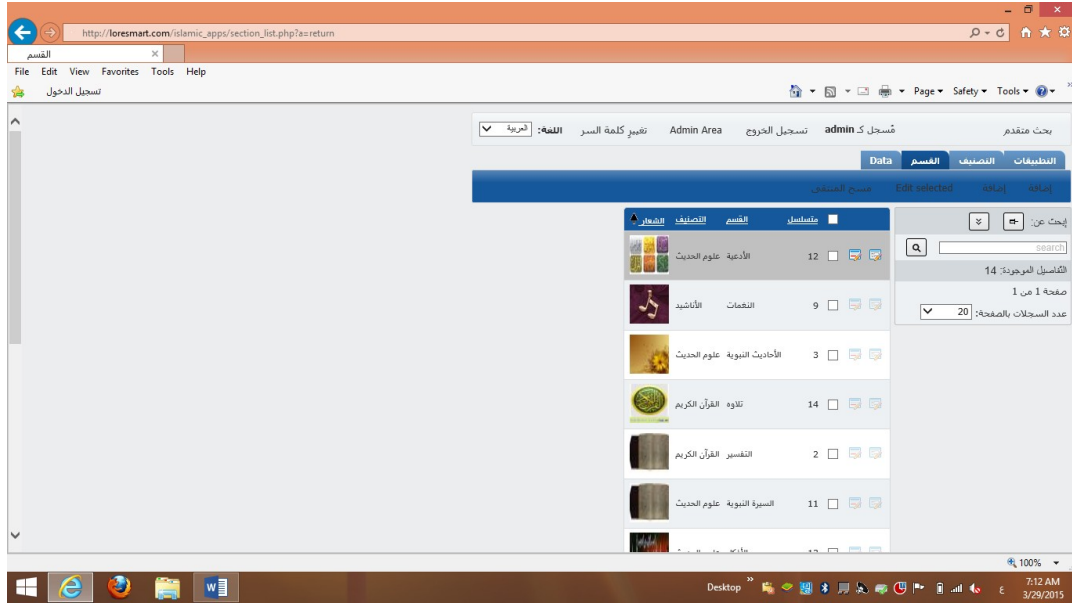 http://loresmart.com/islamic_apps/section_list.php?a=return
القسم
File Edit View Favorites Tools Help
تسجيل الدخول
Page Safety Tools
بحث متقدم
مُسجل كـ admin تسجيل الخروج Admin Area تغيير كلمة السر اللغة: العربية
التطبيقات التصنيف القسم Data
إضافة إضافة Edit selected مسح المنتقى
إبحث عن:
search
التفاصيل الموجودة: 14
صفحة 1 من 1
عدد السجلات بالصفحة: 20
متسلسل القسم التصنيف الشعار
12 الأدعية علوم الحديث
9 النغمات الأناشيد
3 الأحاديث النبوية علوم الحديث
14 تلاوه القرآن الكريم
2 التفسير القرآن الكريم
11 السيرة النبوية علوم الحديث
100%
Desktop
ع
7:12 AM
3/29/2015